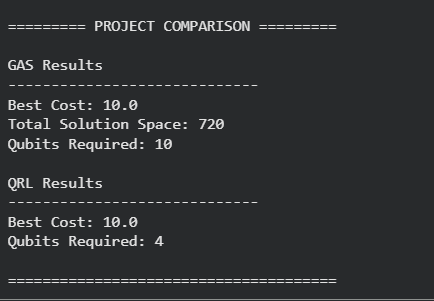 ========= PROJECT COMPARISON =========
GAS Results
-----------------------------
Best Cost: 10.0
Total Solution Space: 720
Qubits Required: 10
QRL Results
-----------------------------
Best Cost: 10.0
Qubits Required: 4
======================================